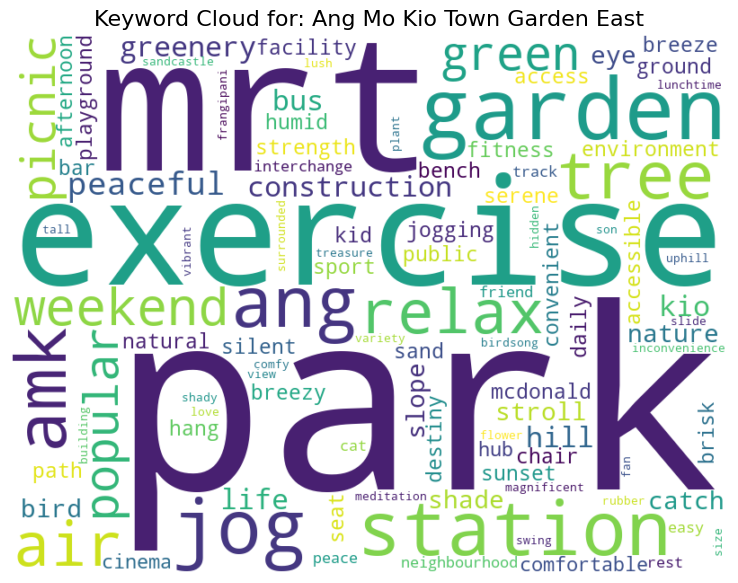 Keyword Cloud for: Ang Mo Kio Town Garden East
picnic
afternoon
playground
greenery
facility
sandcastle
lush
mrt
frangipani
bus
humid
strength
interchange
plant
green
eye
breeze
ground
access
lunchtime
garden
bar
peaceful
construction
bench
fitness
environment
track
serene
tree
exercise
tall
vibrant
surrounded
kid
sport
treasure
jogging
public
hidden
son
uphill
convenient
accessible
weekend
ang
relax
friend
daily
kio
slide
nature
inconvenience
amk
popular
natural
silent
variety
birdsong
sand
comfy
view
breezy
shady
love
hang
building
park
slope
destiny
mcdonald
stroll
flower
hill
hub
chair
sunset
magnificent
cat
fan
brisk
path
bird
air
cinema
jog
life
seat
meditation
peace
station
shade
neighbourhood
swing
comfortable
rubber
catch
easy
rest
size